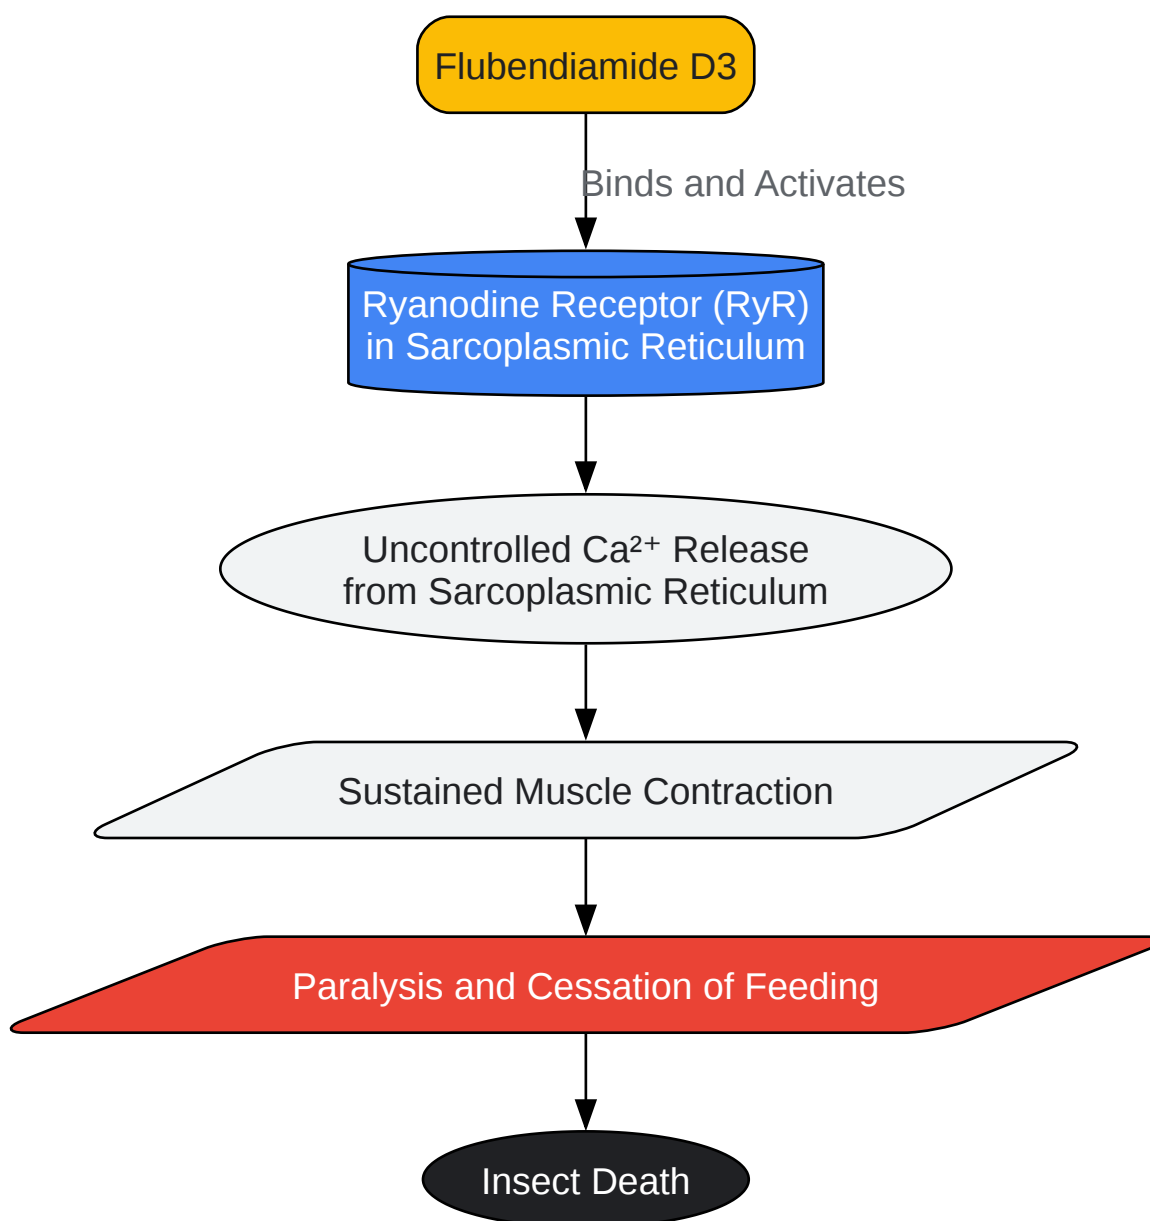 Flubendiamide D3
Binds and Activates
Ryanodine Receptor (RyR)
in Sarcoplasmic Reticulum
Uncontrolled Ca²⁺ Release
from Sarcoplasmic Reticulum
Sustained Muscle Contraction
Paralysis and Cessation of Feeding
Insect Death